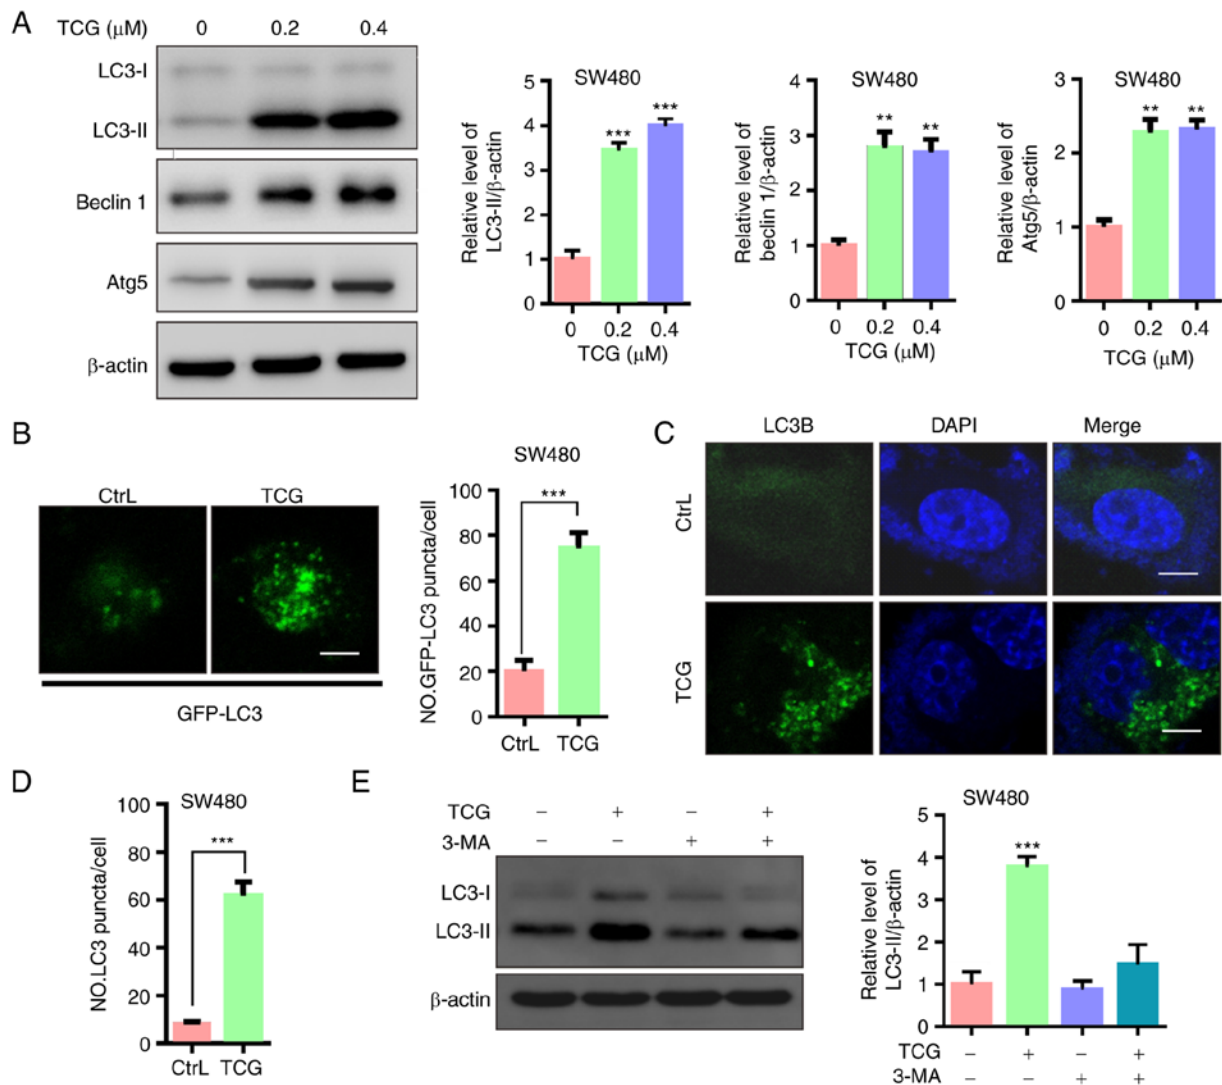 A
TCG (μM) 0 0.2 0.4
LC3-I
LC3-II
Beclin 1
Atg5
β-actin
SW480
Relative level of
LC3-II/β-actin
5
4
3
2
1
0
*** ***
0 0.2 0.4
TCG (μM)
SW480
Relative level of
beclin 1/β-actin
4
3
2
1
0
** **
0 0.2 0.4
TCG (μM)
SW480
Relative level of
Atg5/β-actin
3
2
1
0
** **
0 0.2 0.4
TCG (μM)
B
CtrL TCG
GFP-LC3
SW480
NO.GFP-LC3 puncta/cell
100
80
60
40
20
0
***
CtrL TCG
C
LC3B DAPI Merge
CtrL
TCG
D
SW480
NO.LC3 puncta/cell
100
80
60
40
20
0
***
CtrL TCG
E
TCG – + – +
3-MA – – + +
LC3-I
LC3-II
β-actin
SW480
Relative level of
LC3-II/β-actin
5
4
3
2
1
0
***
TCG – + – +
3-MA – – + +